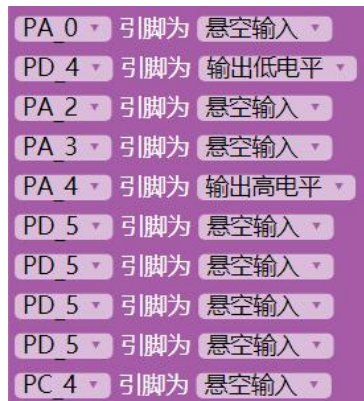 PA_0 引脚为 悬空输入
PD_4 引脚为 输出低电平
PA_2 引脚为 悬空输入
PA_3 引脚为 悬空输入
PA_4 引脚为 输出高电平
PD_5 引脚为 悬空输入
PD_5 引脚为 悬空输入
PD_5 引脚为 悬空输入
PD_5 引脚为 悬空输入
PC_4 引脚为 悬空输入